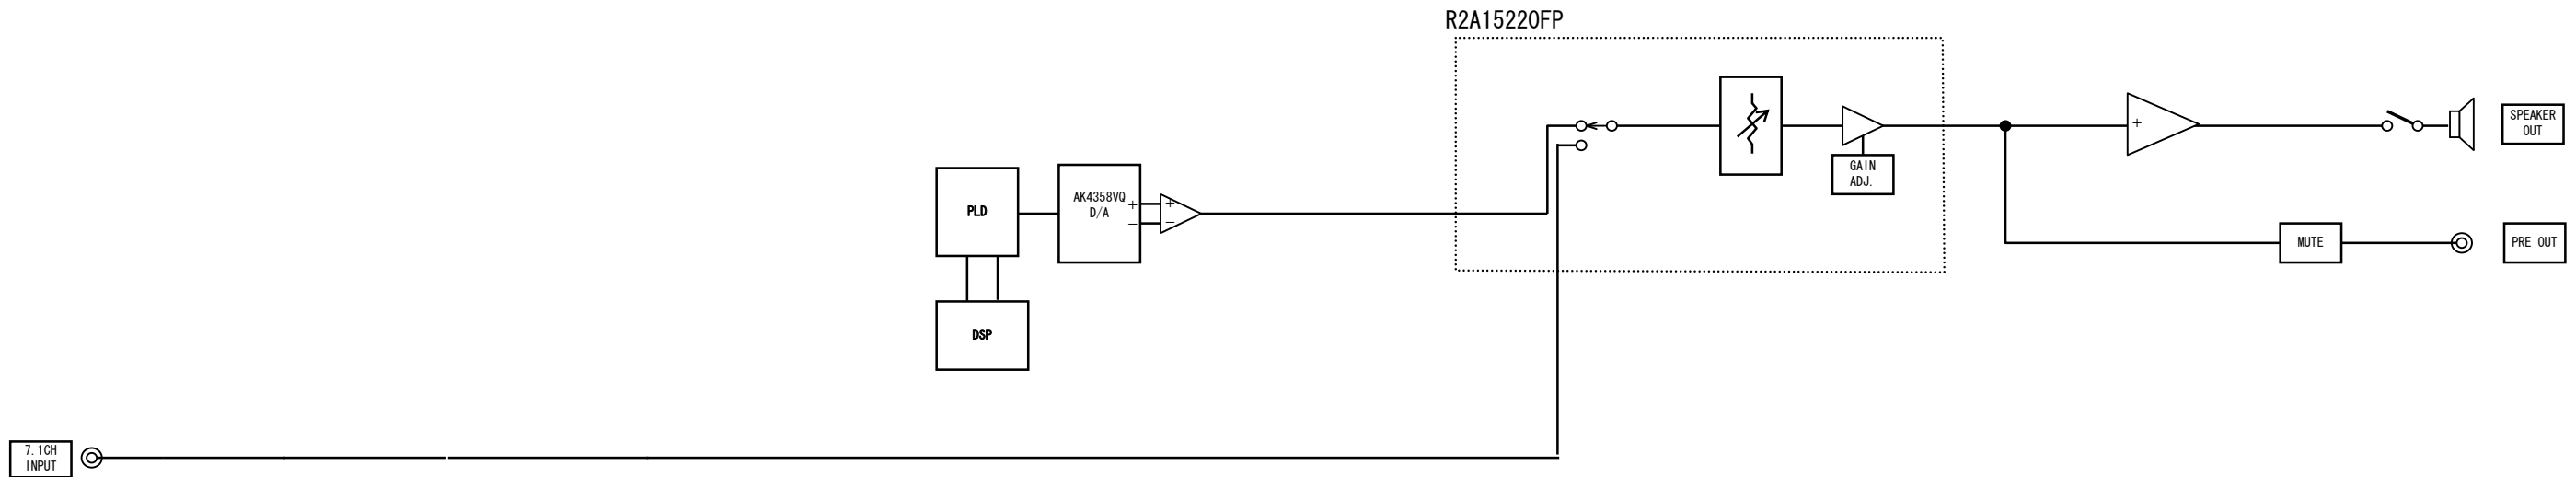 R2A15220FP
SPEAKER
OUT
GAIN
ADJ.
PLD
AK4358VQ
D/A
+
−
+
−
+
MUTE
PRE OUT
DSP
7.1CH
INPUT